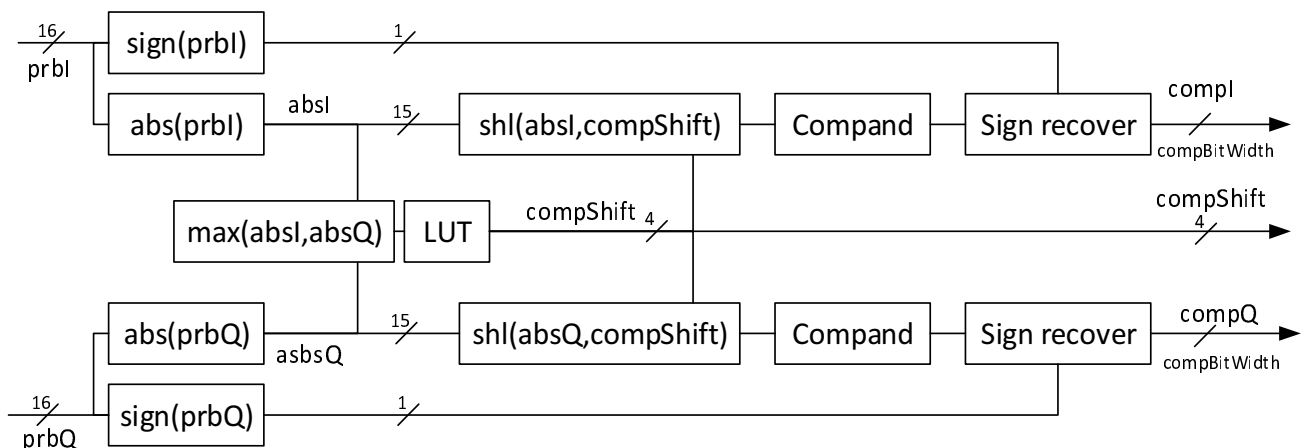 16
prbI
sign(prbI)
1
abs(prbI)
absI
15
shl(absI,compShift)
Compand
Sign recover
compI
compBitWidth
max(absI,absQ)
LUT
compShift
4
compShift
4
abs(prbQ)
asbsQ
15
shl(absQ,compShift)
Compand
Sign recover
compQ
compBitWidth
16
prbQ
sign(prbQ)
1